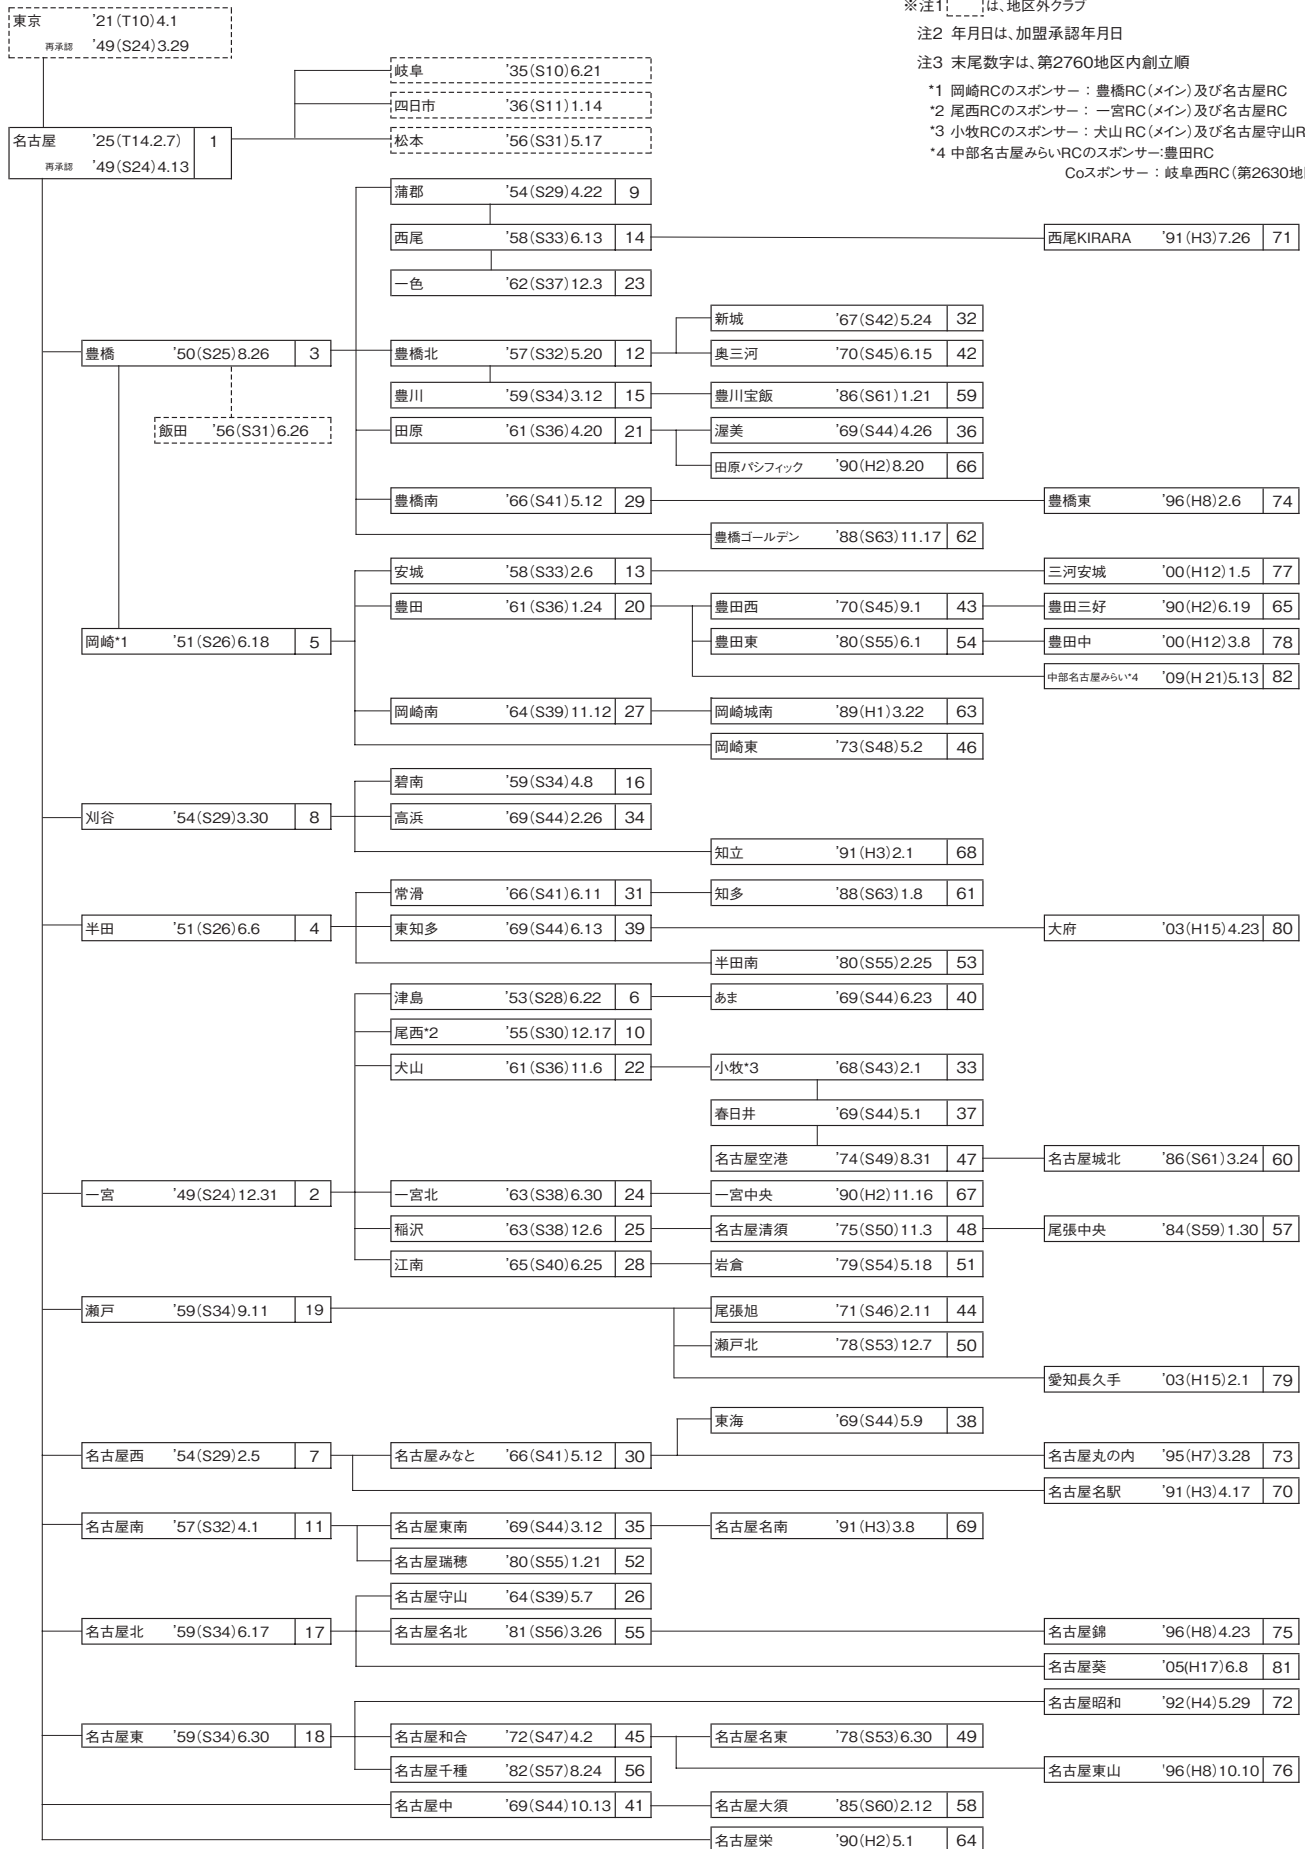 ※注1 は、地区外クラブ
注2 年月日は、加盟承認年月日
注3 末尾数字は、第2760地区内創立順
*1 岡崎RCのスポンサー：豊橋RC(メイン)及び名古屋RC
*2 尾西RCのスポンサー：一宮RC(メイン)及び名古屋RC
*3 小牧RCのスポンサー：犬山RC(メイン)及び名古屋守山R
*4 中部名古屋みらいRCのスポンサー:豊田RC
Coスポンサー：岐阜西RC(第2630地
東京 '21(T10)4.1
再承認 '49(S24)3.29
岐阜 '35(S10)6.21
四日市 '36(S11)1.14
名古屋 '25(T14.2.7) 1
再承認 '49(S24)4.13
松本 '56(S31)5.17
蒲郡 '54(S29)4.22 9
西尾 '58(S33)6.13 14 西尾KIRARA '91(H3)7.26 71
一色 '62(S37)12.3 23
新城 '67(S42)5.24 32
豊橋 '50(S25)8.26 3 豊橋北 '57(S32)5.20 12 奥三河 '70(S45)6.15 42
豊川 '59(S34)3.12 15 豊川宝飯 '86(S61)1.21 59
飯田 '56(S31)6.26 田原 '61(S36)4.20 21 渥美 '69(S44)4.26 36
田原パシフィック '90(H2)8.20 66
豊橋南 '66(S41)5.12 29 豊橋東 '96(H8)2.6 74
豊橋ゴールデン '88(S63)11.17 62
安城 '58(S33)2.6 13 三河安城 '00(H12)1.5 77
豊田 '61(S36)1.24 20 豊田西 '70(S45)9.1 43 豊田三好 '90(H2)6.19 65
岡崎*1 '51(S26)6.18 5 豊田東 '80(S55)6.1 54 豊田中 '00(H12)3.8 78
中部名古屋みらい*4 '09(H 21)5.13 82
岡崎南 '64(S39)11.12 27 岡崎城南 '89(H1)3.22 63
岡崎東 '73(S48)5.2 46
碧南 '59(S34)4.8 16
刈谷 '54(S29)3.30 8 高浜 '69(S44)2.26 34
知立 '91(H3)2.1 68
常滑 '66(S41)6.11 31 知多 '88(S63)1.8 61
半田 '51(S26)6.6 4 東知多 '69(S44)6.13 39 大府 '03(H15)4.23 80
半田南 '80(S55)2.25 53
津島 '53(S28)6.22 6 あま '69(S44)6.23 40
尾西*2 '55(S30)12.17 10
犬山 '61(S36)11.6 22 小牧*3 '68(S43)2.1 33
春日井 '69(S44)5.1 37
名古屋空港 '74(S49)8.31 47 名古屋城北 '86(S61)3.24 60
一宮 '49(S24)12.31 2 一宮北 '63(S38)6.30 24 一宮中央 '90(H2)11.16 67
稲沢 '63(S38)12.6 25 名古屋清須 '75(S50)11.3 48 尾張中央 '84(S59)1.30 57
江南 '65(S40)6.25 28 岩倉 '79(S54)5.18 51
瀬戸 '59(S34)9.11 19 尾張旭 '71(S46)2.11 44
瀬戸北 '78(S53)12.7 50
愛知長久手 '03(H15)2.1 79
東海 '69(S44)5.9 38
名古屋西 '54(S29)2.5 7 名古屋みなと '66(S41)5.12 30 名古屋丸の内 '95(H7)3.28 73
名古屋名駅 '91(H3)4.17 70
名古屋南 '57(S32)4.1 11 名古屋東南 '69(S44)3.12 35 名古屋名南 '91(H3)3.8 69
名古屋瑞穂 '80(S55)1.21 52
名古屋守山 '64(S39)5.7 26
名古屋北 '59(S34)6.17 17 名古屋名北 '81(S56)3.26 55 名古屋錦 '96(H8)4.23 75
名古屋葵 '05(H17)6.8 81
名古屋昭和 '92(H4)5.29 72
名古屋東 '59(S34)6.30 18 名古屋和合 '72(S47)4.2 45 名古屋名東 '78(S53)6.30 49
名古屋千種 '82(S57)8.24 56 名古屋東山 '96(H8)10.10 76
名古屋中 '69(S44)10.13 41 名古屋大須 '85(S60)2.12 58
名古屋栄 '90(H2)5.1 64